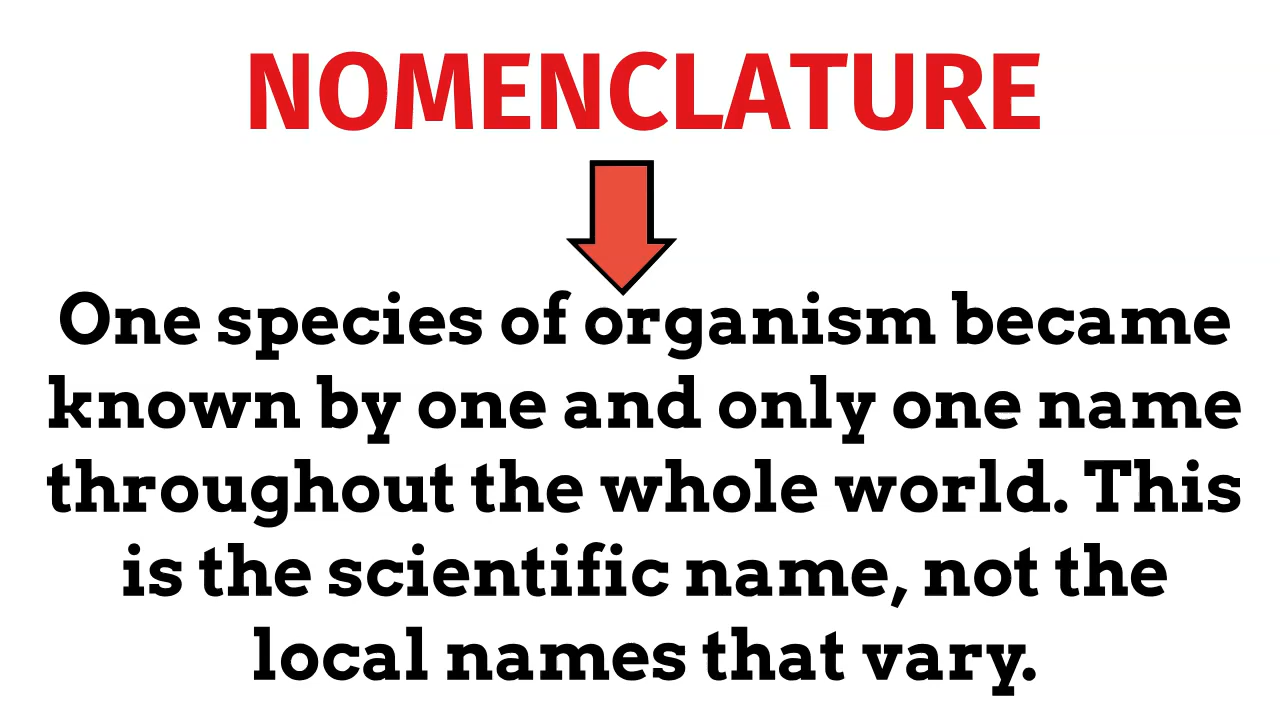 NOMENCLATURE
One species of organism became
known by one and only one name
throughout the whole world. This
is the scientific name, not the
local names that vary.